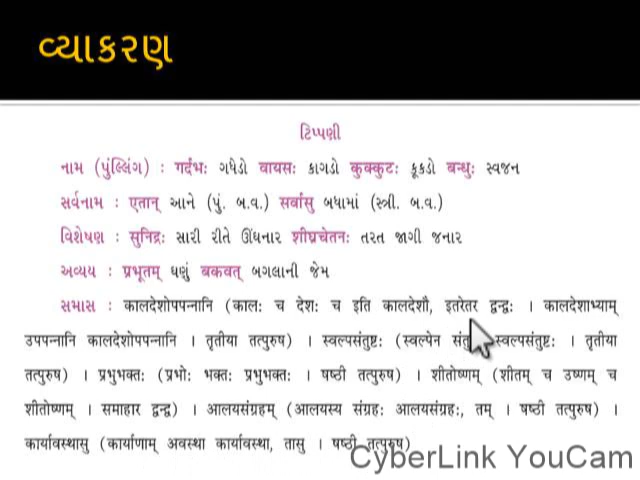 વ્યાકરણ
ટિપ્પણી
નામ (પુંલ્લિંગ) : गर्दभः ગધેડો वायसः કાગડો कुक्कुटः કૂકડો बन्धुः સ્વજન
સર્વનામ : एतान् આને (પું. બ.વ.) सर्वासु બધામાં (સ્ત્રી. બ.વ.)
વિશેષણ : सुनिद्रः સારી રીતે ઊંઘનાર शीघ्रचेतनः તરત જાગી જનાર
અવ્યય : प्रभूतम् ઘણું बकवत् બગલાની જેમ
સમાસ : कालदेशोपपन्नानि (कालः च देशः च इति कालदेशौ, इतरेतर द्वन्द्वः । कालदेशाभ्याम्
उपपन्नानि कालदेशोपपन्नानि । तृतीया तत्पुरुष) । स्वल्पसंतुष्टः (स्वल्पेन स्वल्पसंतुष्टः । तृतीया
तत्पुरुष) । प्रभुभक्तः (प्रभोः भक्तः प्रभुभक्तः । षष्ठी तत्पुरुष) । शीतोष्णम् (शीतम् च उष्णम् च
शीतोष्णम् । समाहार द्वन्द्व) । आलयसंग्रहम् (आलयस्य संग्रहः आलयसंग्रहः, तम् । षष्ठी तत्पुरुष) ।
कार्यावस्थासु (कार्याणाम् अवस्था कार्यावस्था, तासु । षष्ठी तत्पुरुष)
CyberLink YouCam